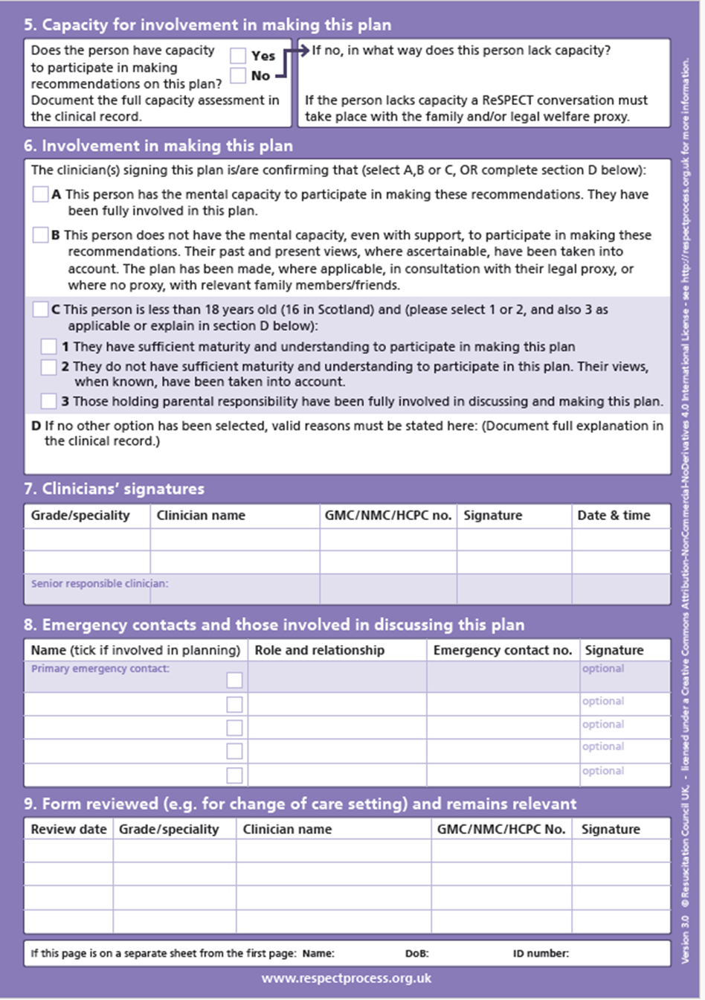 5. Capacity for involvement in making this plan
Does the person have capacity
to participate in making
recommendations on this plan?
Document the full capacity assessment in
the clinical record.
Yes
No
If no, in what way does this person lack capacity?
If the person lacks capacity a ReSPECT conversation must
take place with the family and/or legal welfare proxy.
6. Involvement in making this plan
The clinician(s) signing this plan is/are confirming that (select A,B or C, OR complete section D below):
A This person has the mental capacity to participate in making these recommendations. They have
been fully involved in this plan.
B This person does not have the mental capacity, even with support, to participate in making these
recommendations. Their past and present views, where ascertainable, have been taken into
account. The plan has been made, where applicable, in consultation with their legal proxy, or
where no proxy, with relevant family members/friends.
C This person is less than 18 years old (16 in Scotland) and (please select 1 or 2, and also 3 as
applicable or explain in section D below):
1 They have sufficient maturity and understanding to participate in making this plan
2 They do not have sufficient maturity and understanding to participate in this plan. Their views,
when known, have been taken into account.
3 Those holding parental responsibility have been fully involved in discussing and making this plan.
D If no other option has been selected, valid reasons must be stated here: (Document full explanation in
the clinical record.)
7. Clinicians’ signatures
Grade/speciality Clinician name GMC/NMC/HCPC no. Signature Date & time
Senior responsible clinician:
8. Emergency contacts and those involved in discussing this plan
Name (tick if involved in planning) Role and relationship Emergency contact no. Signature
Primary emergency contact: optional
optional
optional
optional
optional
9. Form reviewed (e.g. for change of care setting) and remains relevant
Review date Grade/speciality Clinician name GMC/NMC/HCPC No. Signature
If this page is on a separate sheet from the first page: Name: DoB: ID number:
www.respectprocess.org.uk
Version 3.0 © Resuscitation Council UK, - licensed under a Creative Commons Attribution-NonCommercial-NoDerivatives 4.0 International License - see http://respectprocess.org.uk for more information.